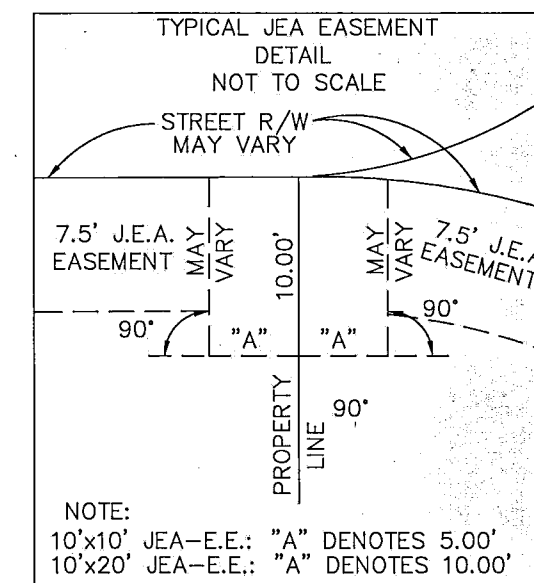 TYPICAL JEA EASEMENT
DETAIL
NOT TO SCALE
STREET R/W
MAY VARY
7.5' J.E.A.
EASEMENT
MAY
VARY
10.00'
MAY
VARY
7.5' J.E.A
EASEMENT
90°
"A"
"A"
90°
PROPERTY
LINE
90°
NOTE:
10'x10' JEA-E.E.: "A" DENOTES 5.00'
10'x20' JEA-E.E.: "A" DENOTES 10.00'